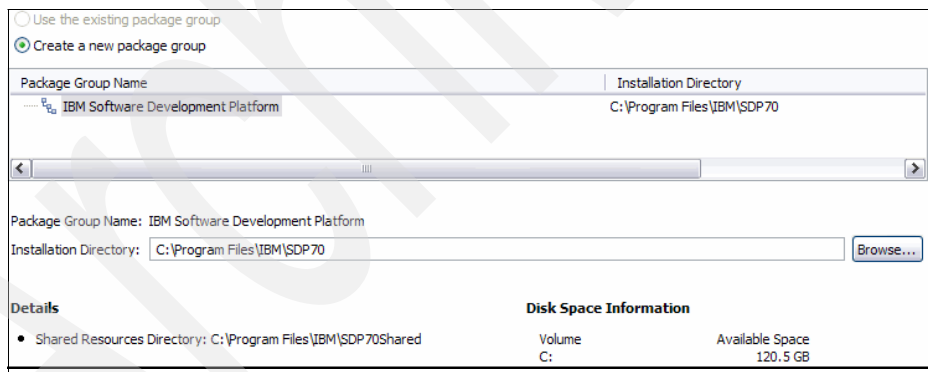 Use the existing package group
Create a new package group
Package Group Name Installation Directory
IBM Software Development Platform C:\Program Files\IBM\SDP70
Package Group Name: IBM Software Development Platform
Installation Directory: C:\Program Files\IBM\SDP70 Browse...
Details Disk Space Information
• Shared Resources Directory: C:\Program Files\IBM\SDP70Shared Volume Available Space
C: 120.5 GB